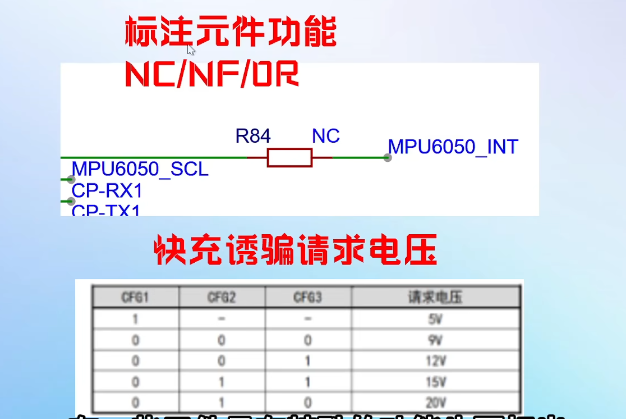 标注元件功能
NC/NF/0R
R84 NC
MPU6050_INT
MPU6050_SCL
CP-RX1
CP-TX1
快充诱骗请求电压
CFG1 CFG2 CFG3 请求电压
1 - - 5V
0 0 0 9V
0 0 1 12V
0 1 1 15V
0 1 0 20V